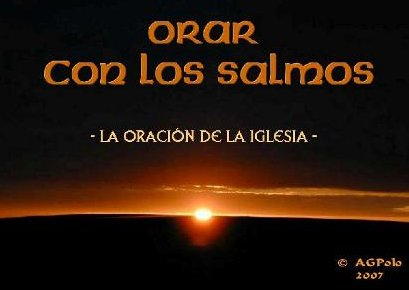 ORAR
CON LOS SALMOS
- LA ORACIÓN DE LA IGLESIA -
© AGPolo
2007